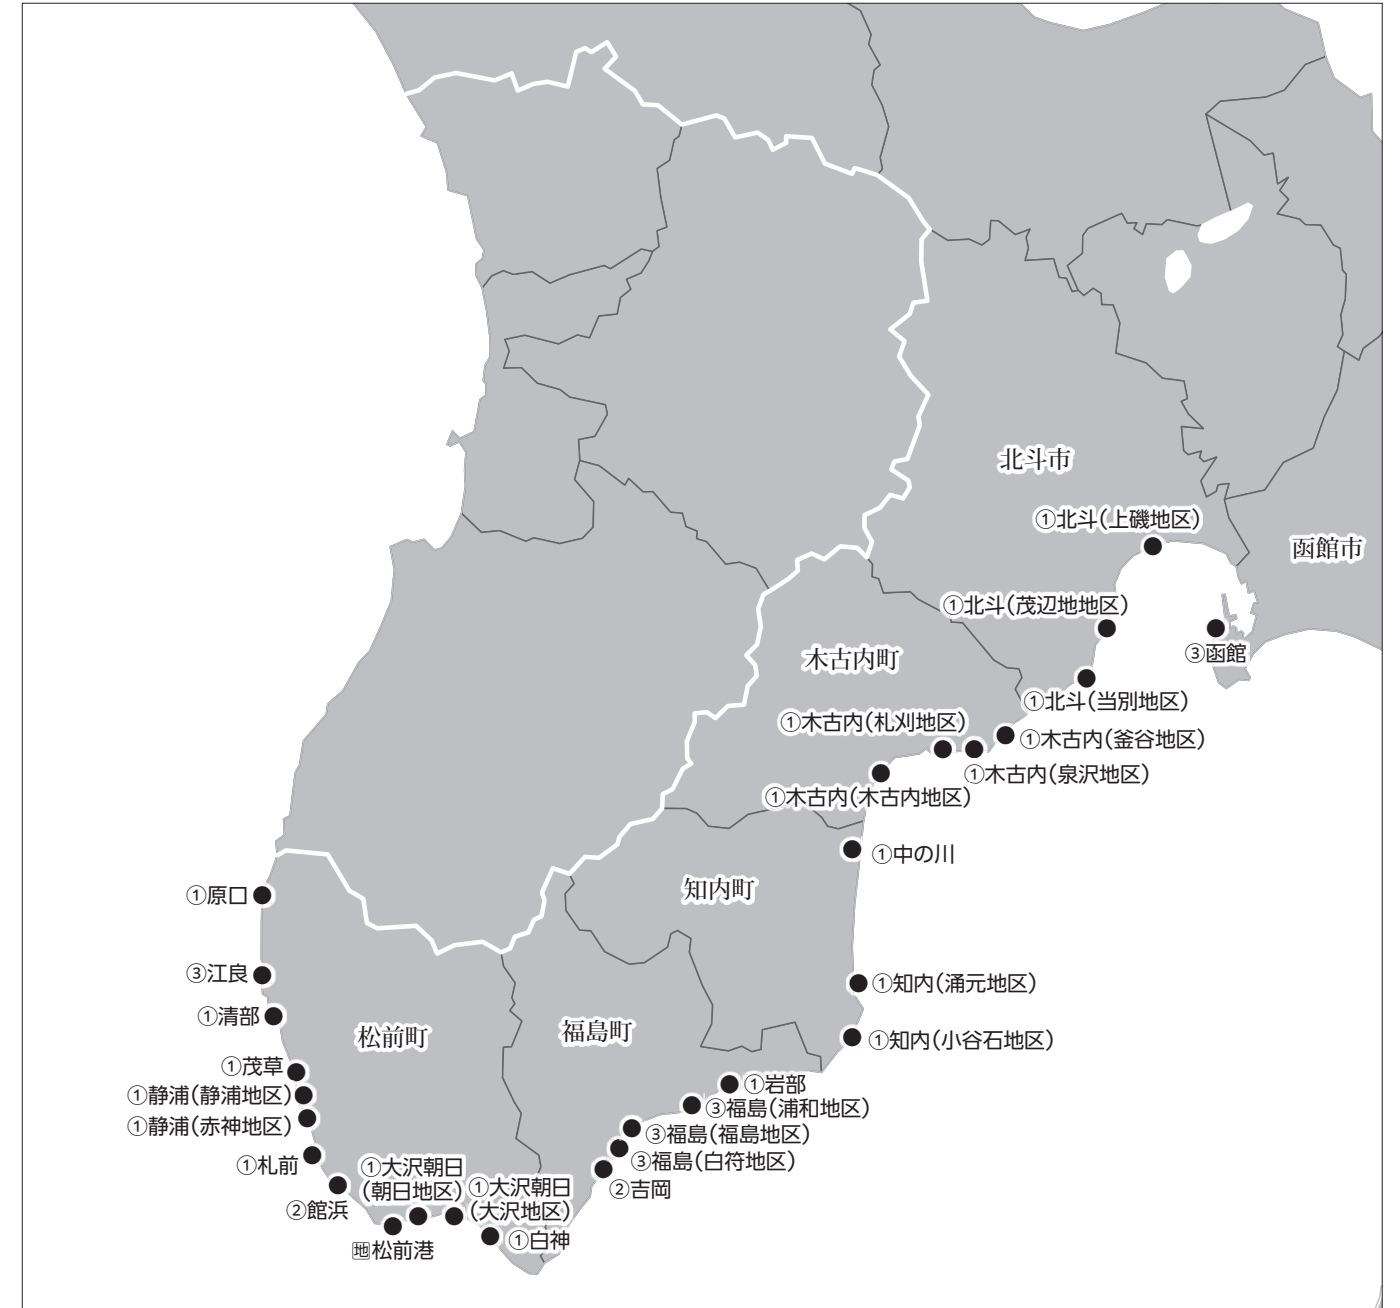 北斗市
①北斗(上磯地区)
函館市
①北斗(茂辺地地区)
木古内町
③函館
①北斗(当別地区)
①木古内(札刈地区)
①木古内(釜谷地区)
①木古内(泉沢地区)
①木古内(木古内地区)
①中の川
知内町
①原口
③江良
①知内(涌元地区)
①清部
松前町
福島町
①知内(小谷石地区)
①茂草
①岩部
①静浦(静浦地区)
③福島(浦和地区)
①静浦(赤神地区)
③福島(福島地区)
①札前
③福島(白符地区)
①大沢朝日
(朝日地区)
①大沢朝日
(大沢地区)
②吉岡
②館浜
①白神
地松前港